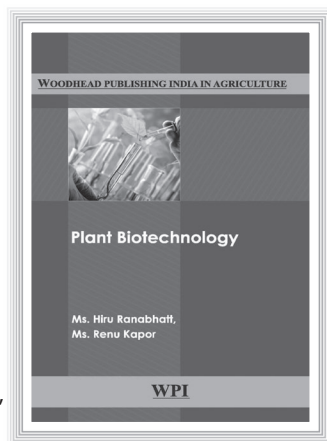 WOODHEAD PUBLISHING INDIA IN AGRICULTURE
Plant Biotechnology
Ms. Hiru Ranabhatt,
Ms. Renu Kapor
WPI
,